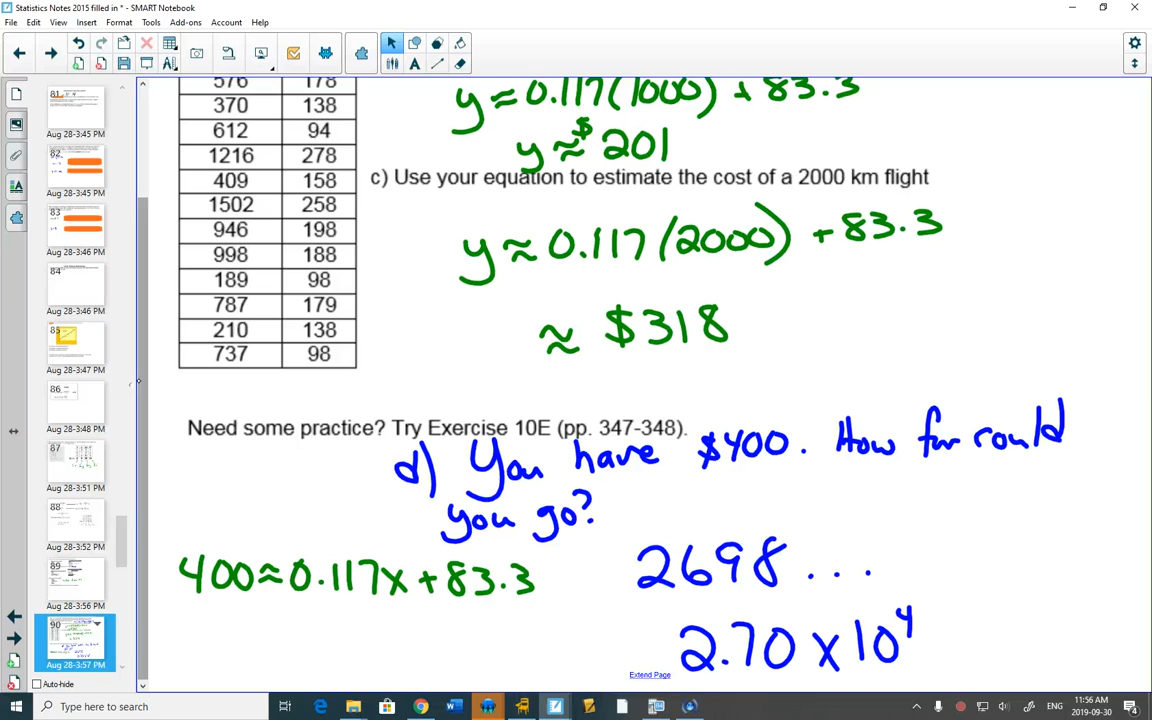 Statistics Notes 2015 filled in * - SMART Notebook
File Edit View Insert Format Tools Add-ons Account Help
81
Aug 28-3:45 PM
82
Aug 28-3:45 PM
83
Aug 28-3:45 PM
84
Aug 28-3:46 PM
85
Aug 28-3:47 PM
86
Aug 28-3:48 PM
87
Aug 28-3:51 PM
88
Aug 28-3:52 PM
89
Aug 28-3:56 PM
90
Aug 28-3:57 PM
Auto-hide
576 178
370 138
612 94
1216 278
409 158
1502 258
946 198
998 188
189 98
787 179
210 138
737 98
y ≈ 0.117(1000) + 83.3
y ≈ $201
c) Use your equation to estimate the cost of a 2000 km flight
y ≈ 0.117(2000) + 83.3
≈ $318
Need some practice? Try Exercise 10E (pp. 347-348).
d) You have $400. How far could
you go?
400 ≈ 0.117x + 83.3
2698...
2.70 x 10⁴
Extend Page
Type here to search
ENG
11:56 AM
2019-09-30
4